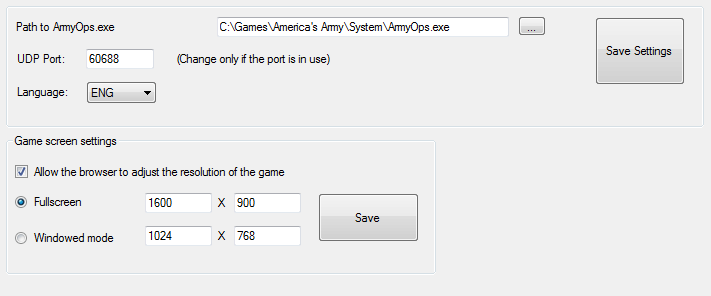 Path to ArmyOps.exe C:\Games\America's Army\System\ArmyOps.exe ...
Save Settings
UDP Port: 60688 (Change only if the port is in use)
Language: ENG
Game screen settings
Allow the browser to adjust the resolution of the game
Fullscreen 1600 X 900
Save
Windowed mode 1024 X 768